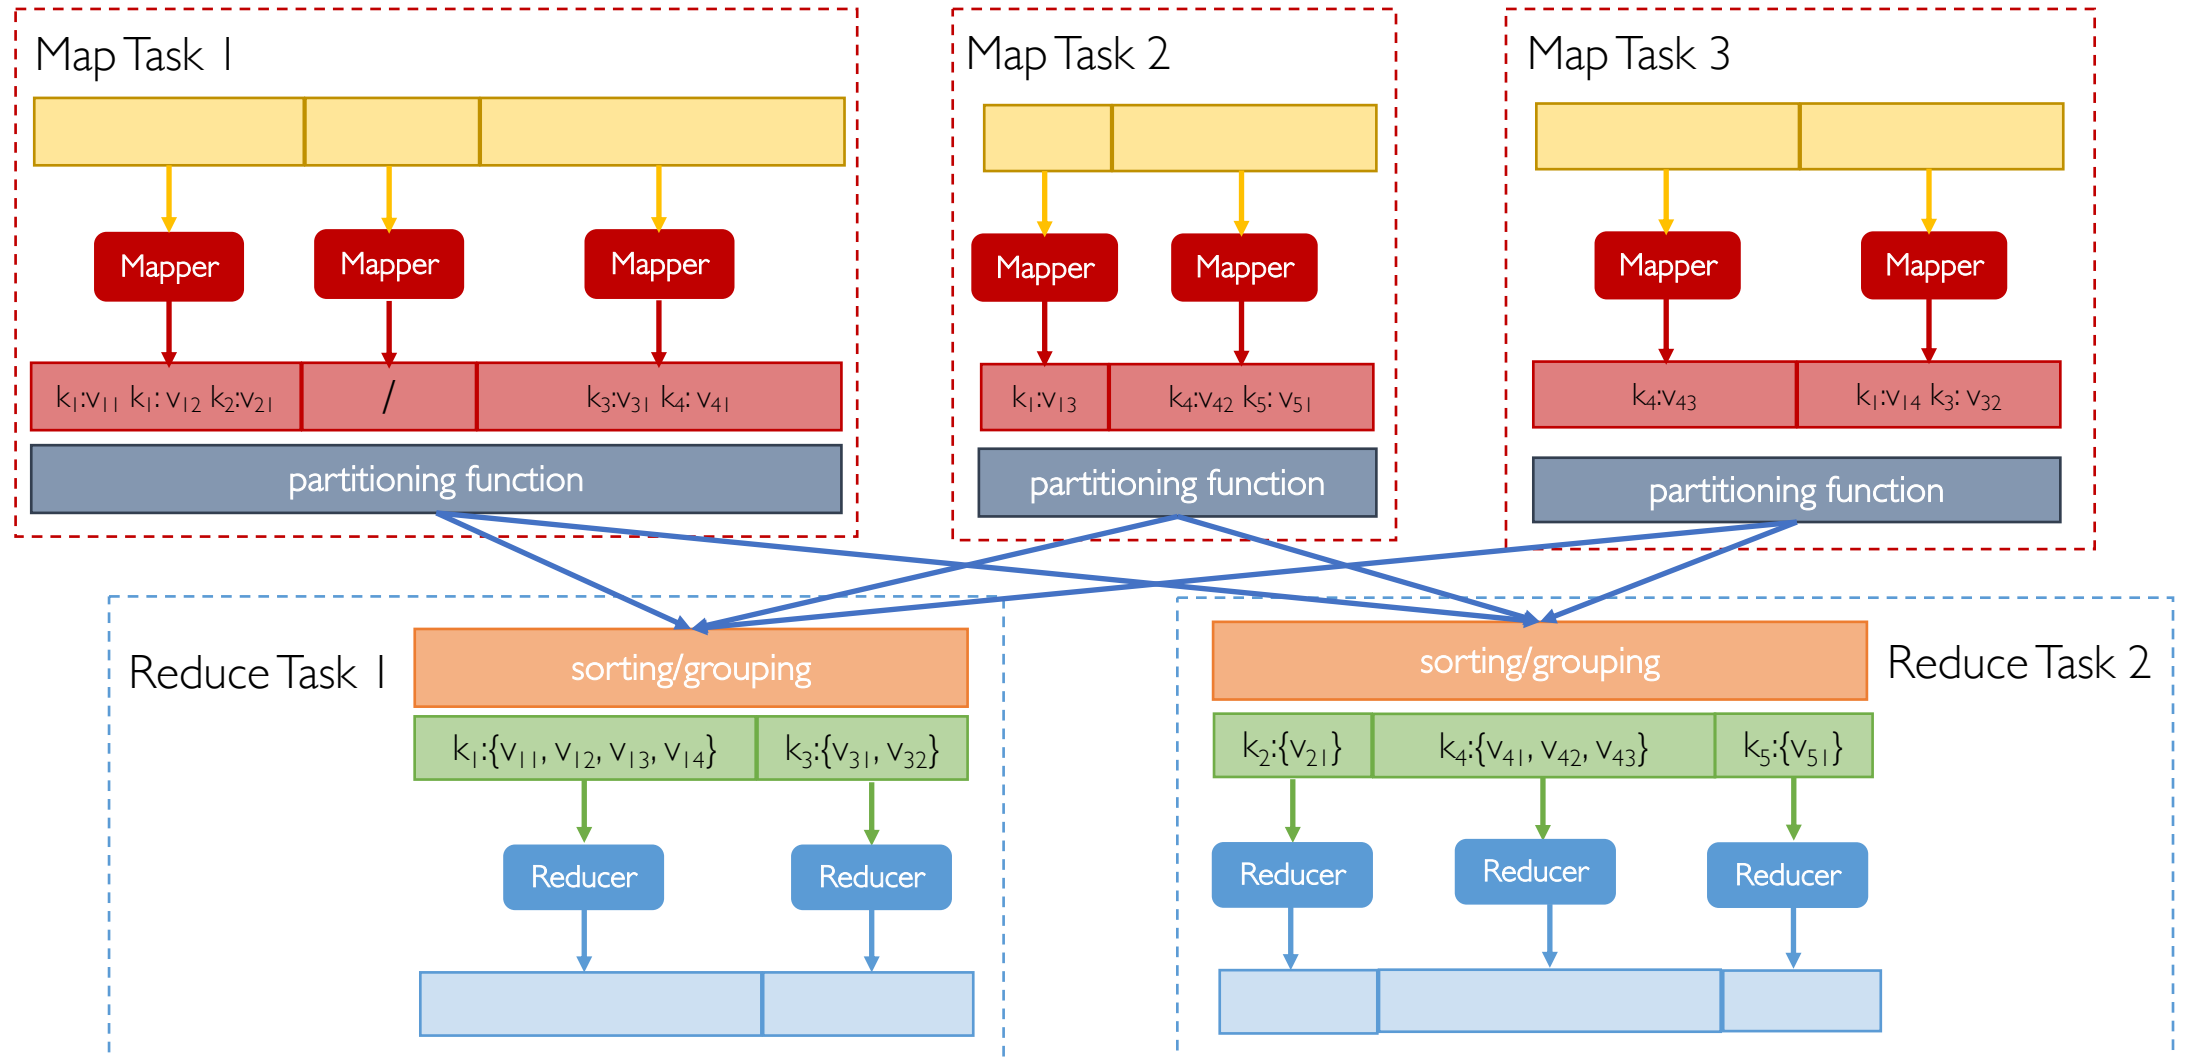 Map Task 1
Map Task 2
Map Task 3
Mapper
Mapper
Mapper
Mapper
Mapper
Mapper
Mapper
k₁:v₁₁ k₁: v₁₂ k₂:v₂₁
/
k₃:v₃₁ k₄: v₄₁
k₁:v₁₃
k₄:v₄₂ k₅: v₅₁
k₄:v₄₃
k₁:v₁₄ k₃: v₃₂
partitioning function
partitioning function
partitioning function
Reduce Task 1
sorting/grouping
sorting/grouping
Reduce Task 2
k₁:{v₁₁, v₁₂, v₁₃, v₁₄}
k₃:{v₃₁, v₃₂}
k₂:{v₂₁}
k₄:{v₄₁, v₄₂, v₄₃}
k₅:{v₅₁}
Reducer
Reducer
Reducer
Reducer
Reducer